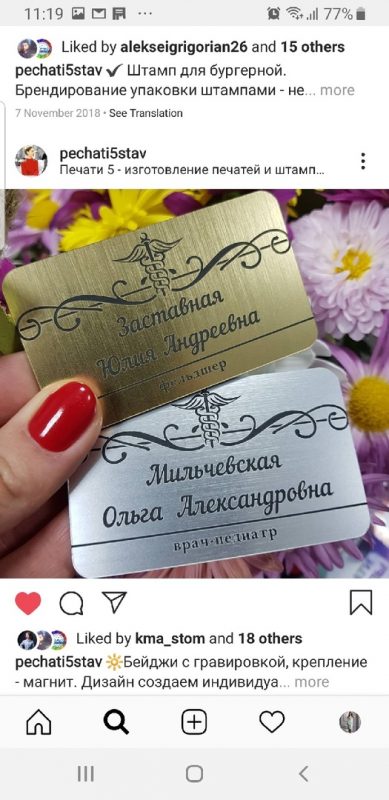 11:19
77%
Liked by alekseigrigorian26 and 15 others
pechati5stav ✔ Штамп для бургерной.
Брендирование упаковки штампами - не... more
7 November 2018 • See Translation
pechati5stav
Печати 5 - изготовление печатей и штамп...
Заставная
Юлия Андреевна
фельдшер
Мильчевская
Ольга Александровна
врач-педиатр
Liked by kma_stom and 18 others
pechati5stav 🔆Бейджи с гравировкой, крепление
- магнит. Дизайн создаем индивидуа... more